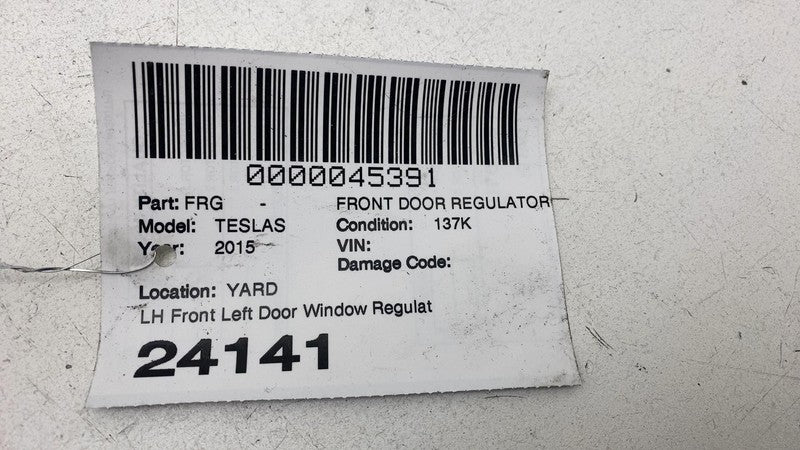 0000045391
Part: FRG - FRONT DOOR REGULATOR
Model: TESLAS Condition: 137K
Year: 2015 VIN:
Damage Code:
Location: YARD
LH Front Left Door Window Regulat
24141